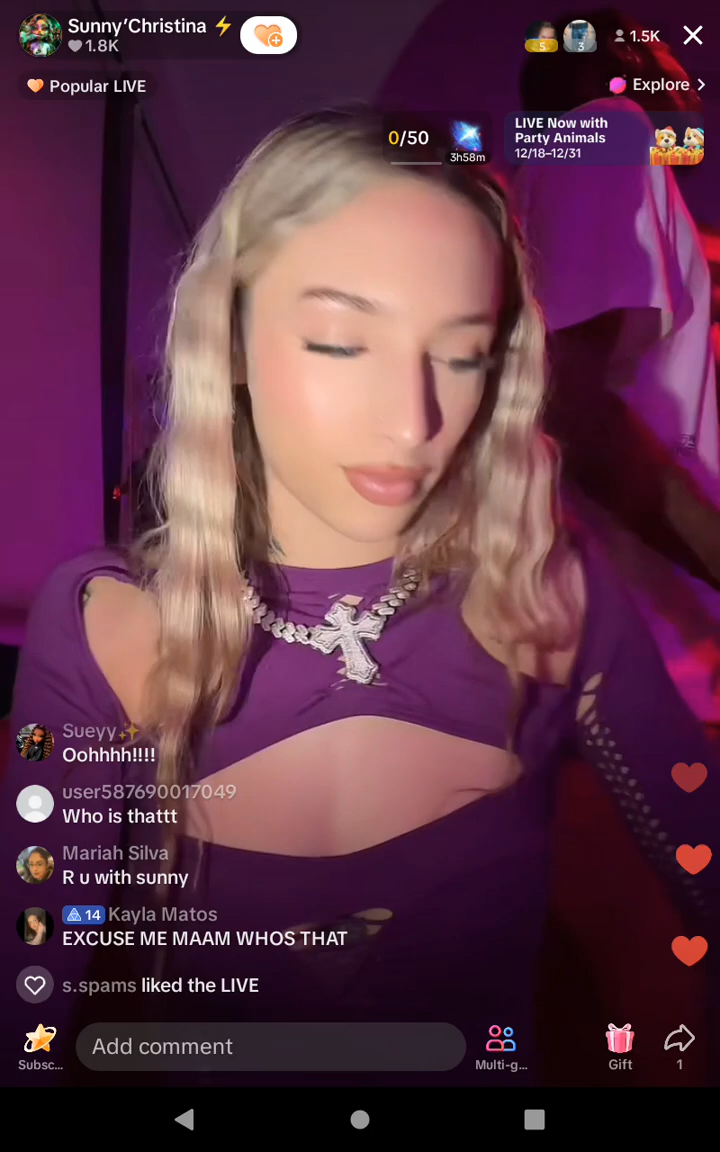 Sunny'Christina ⚡
1.8K
5
3
1.5K
Popular LIVE
Explore
0/50
3h58m
LIVE Now with
Party Animals
12/18–12/31
Sueyy✨
Oohhhh!!!!
user587690017049
Who is thattt
Mariah Silva
R u with sunny
14 Kayla Matos
EXCUSE ME MAAM WHOS THAT
s.spams liked the LIVE
Add comment
Subsc...
Multi-g...
Gift
1